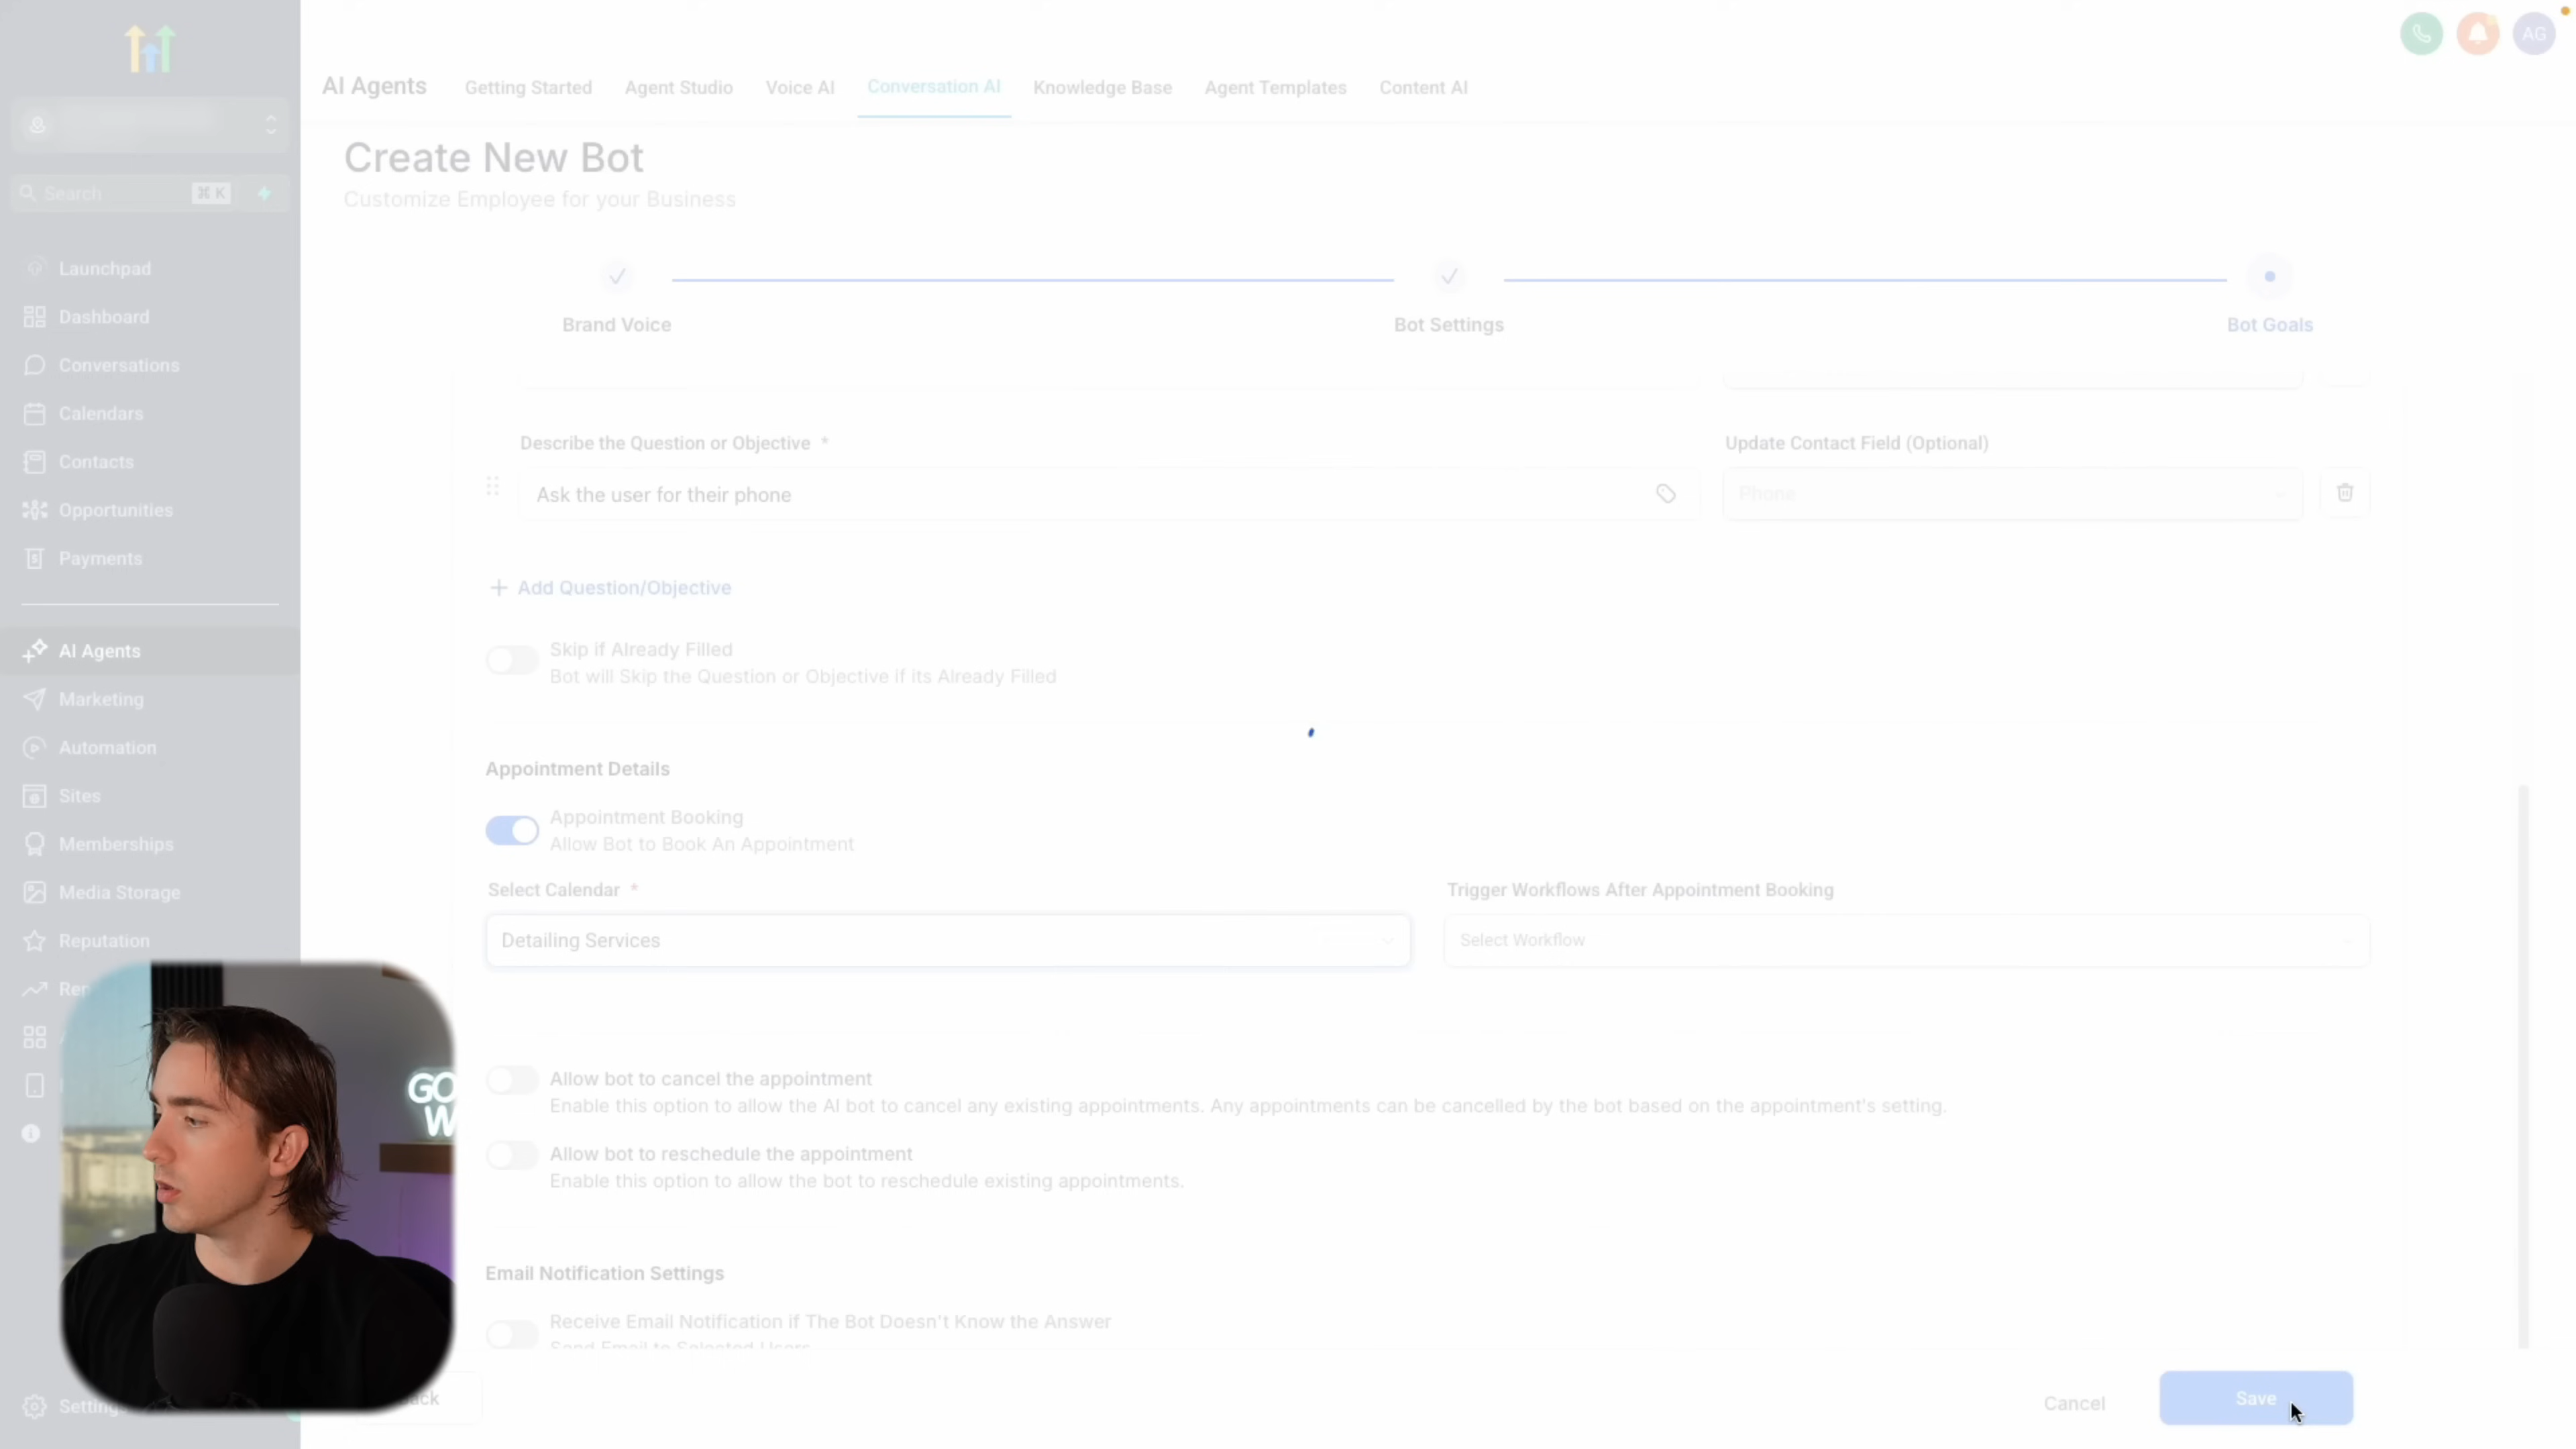 AG
AI Agents
Getting Started
Agent Studio
Voice AI
Conversation AI
Knowledge Base
Agent Templates
Content AI
Search
⌘ K
Launchpad
Dashboard
Conversations
Calendars
Contacts
Opportunities
Payments
AI Agents
Marketing
Automation
Sites
Memberships
Media Storage
Reputation
Create New Bot
Customize Employee for your Business
Brand Voice
Bot Settings
Bot Goals
Describe the Question or Objective *
Update Contact Field (Optional)
Ask the user for their phone
Phone
+ Add Question/Objective
Skip if Already Filled
Bot will Skip the Question or Objective if its Already Filled
Appointment Details
Appointment Booking
Allow Bot to Book An Appointment
Select Calendar *
Trigger Workflows After Appointment Booking
Detailing Services
Select Workflow
Allow bot to cancel the appointment
Enable this option to allow the AI bot to cancel any existing appointments. Any appointments can be cancelled by the bot based on the appointment's setting.
Allow bot to reschedule the appointment
Enable this option to allow the bot to reschedule existing appointments.
Email Notification Settings
Receive Email Notification if The Bot Doesn't Know the Answer
Send Email to Selected Users
GO
W
Cancel
Save